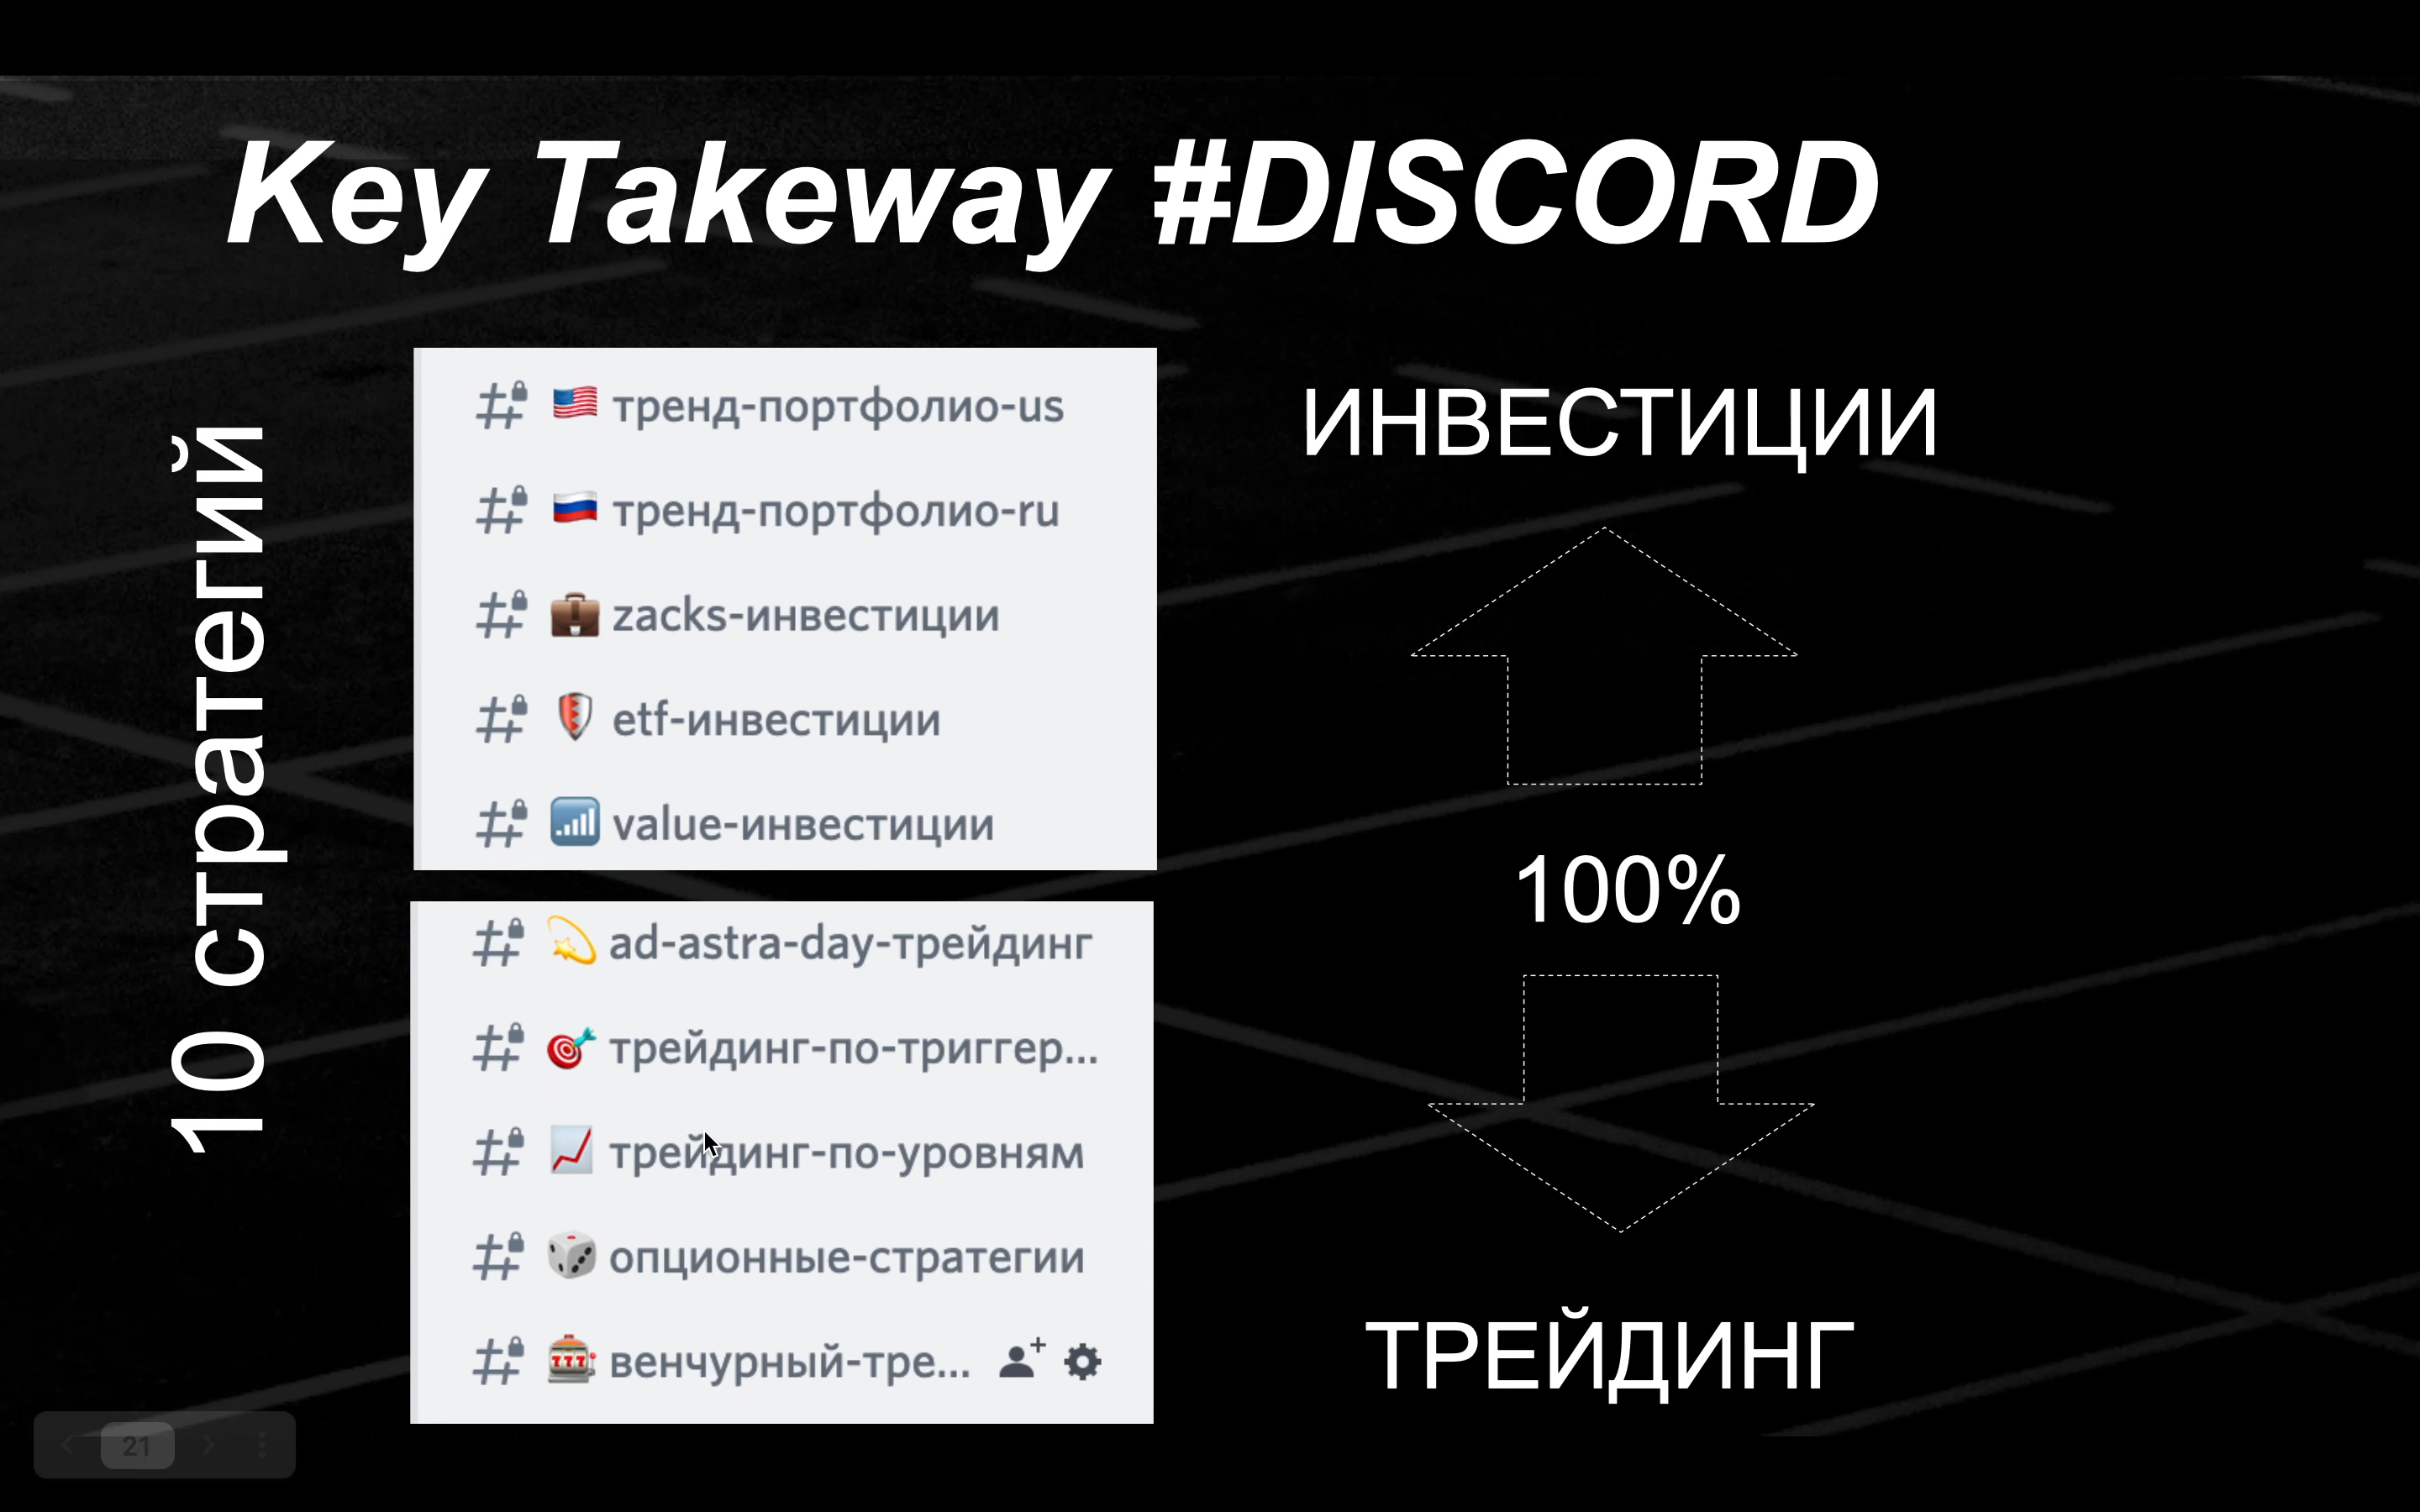 Key Takeway #DISCORD
10 стратегий
тренд-портфолио-us
тренд-портфолио-ru
zacks-инвестиции
etf-инвестиции
value-инвестиции
ad-astra-day-трейдинг
трейдинг-по-триггер...
трейдинг-по-уровням
опционные-стратегии
венчурный-тре...
ИНВЕСТИЦИИ
100%
ТРЕЙДИНГ
21